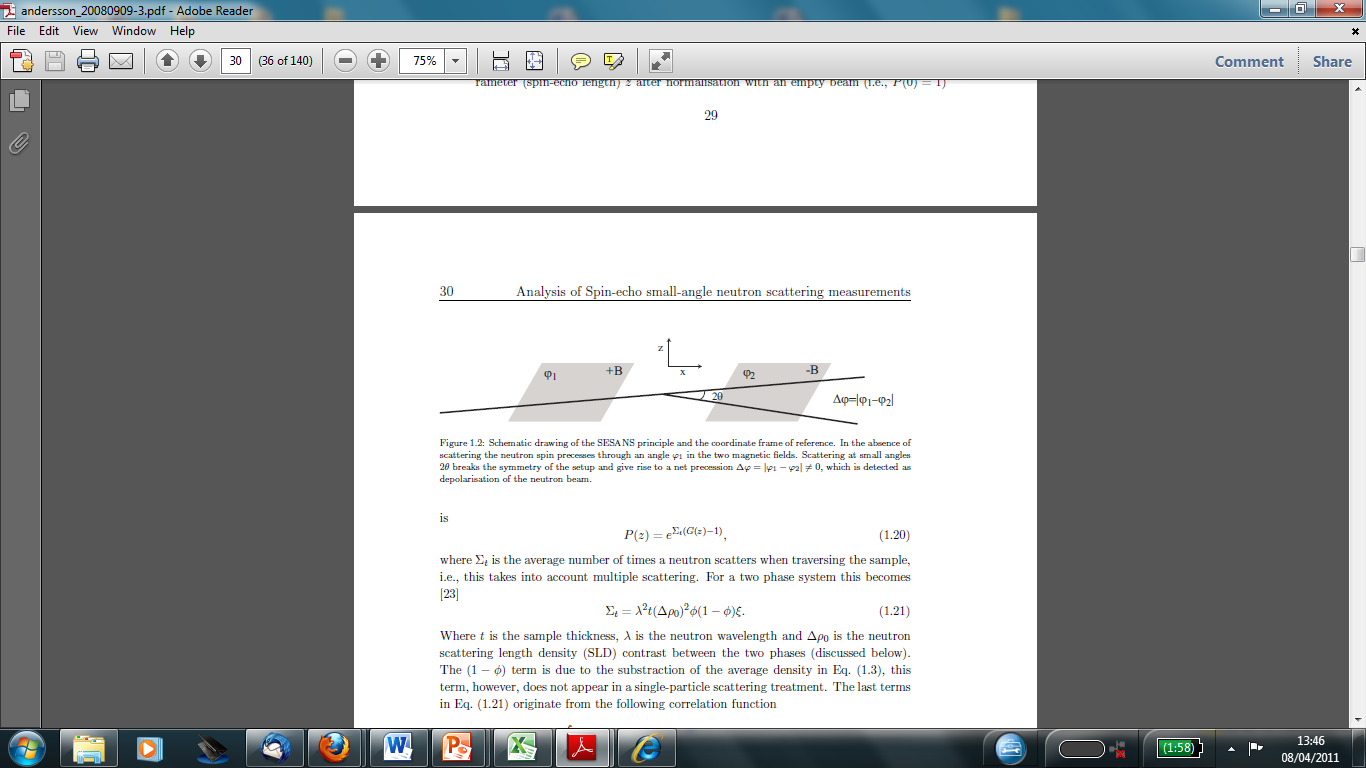 andersson_20080909-3.pdf - Adobe Reader
File Edit View Window Help
30 (36 of 140) 75% Comment Share
rameter (spin-echo length) z after normalisation with an empty beam (i.e., P(0) = 1)
29
30 Analysis of Spin-echo small-angle neutron scattering measurements
z
x
φ1 +B
φ2 -B
2θ
Δφ=|φ1−φ2|
Figure 1.2: Schematic drawing of the SESANS principle and the coordinate frame of reference. In the absence of
scattering the neutron spin precesses through an angle φ1 in the two magnetic fields. Scattering at small angles
2θ breaks the symmetry of the setup and give rise to a net precession Δφ = |φ1 − φ2| ≠ 0, which is detected as
depolarisation of the neutron beam.
is
P(z) = e^{Σt(G(z)−1)}, (1.20)
where Σt is the average number of times a neutron scatters when traversing the sample,
i.e., this takes into account multiple scattering. For a two phase system this becomes
[23]
Σt = λ²t(Δρ0)²ϕ(1 − ϕ)ξ. (1.21)
Where t is the sample thickness, λ is the neutron wavelength and Δρ0 is the neutron
scattering length density (SLD) contrast between the two phases (discussed below).
The (1 − ϕ) term is due to the substraction of the average density in Eq. (1.3), this
term, however, does not appear in a single-particle scattering treatment. The last terms
in Eq. (1.21) originate from the following correlation function
(1:58)
13:46
08/04/2011